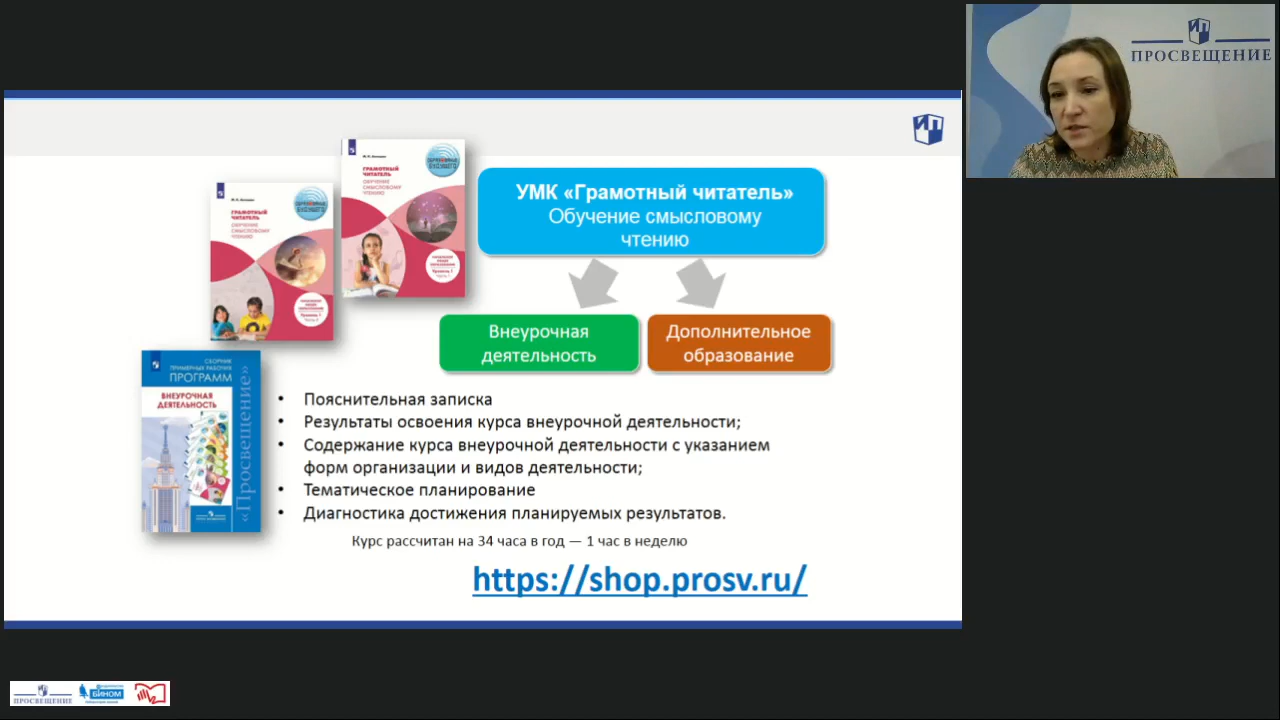 ПРОСВЕЩЕНИЕ
УМК «Грамотный читатель»
Обучение смысловому
чтению
Внеурочная
деятельность
Дополнительное
образование
ГРАМОТНЫЙ
ЧИТАТЕЛЬ
ОБУЧЕНИЕ
СМЫСЛОВОМУ
ЧТЕНИЮ
ГРАМОТНЫЙ
ЧИТАТЕЛЬ
ОБУЧЕНИЕ
СМЫСЛОВОМУ
ЧТЕНИЮ
СБОРНИК
ПРИМЕРНЫХ РАБОЧИХ
ПРОГРАММ
ВНЕУРОЧНАЯ
ДЕЯТЕЛЬНОСТЬ
«Просвещение»
• Пояснительная записка
• Результаты освоения курса внеурочной деятельности;
• Содержание курса внеурочной деятельности с указанием
форм организации и видов деятельности;
• Тематическое планирование
• Диагностика достижения планируемых результатов.
Курс рассчитан на 34 часа в год — 1 час в неделю
https://shop.prosv.ru/
ПРОСВЕЩЕНИЕ
БИНОМ